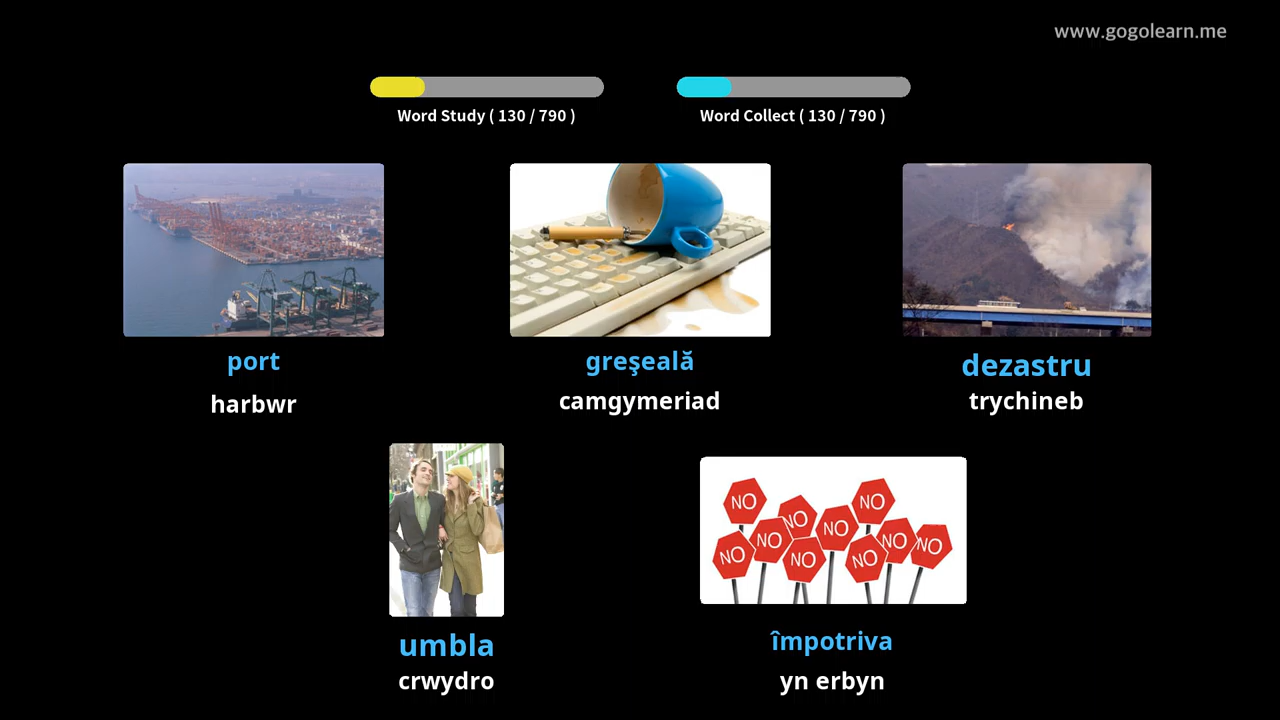 www.gogolearn.me
Word Study ( 130 / 790 )
Word Collect ( 130 / 790 )
port
harbwr
greşeală
camgymeriad
dezastru
trychineb
NO
NO
NO
NO
NO
NO
NO
NO
NO
NO
umbla
crwydro
împotriva
yn erbyn